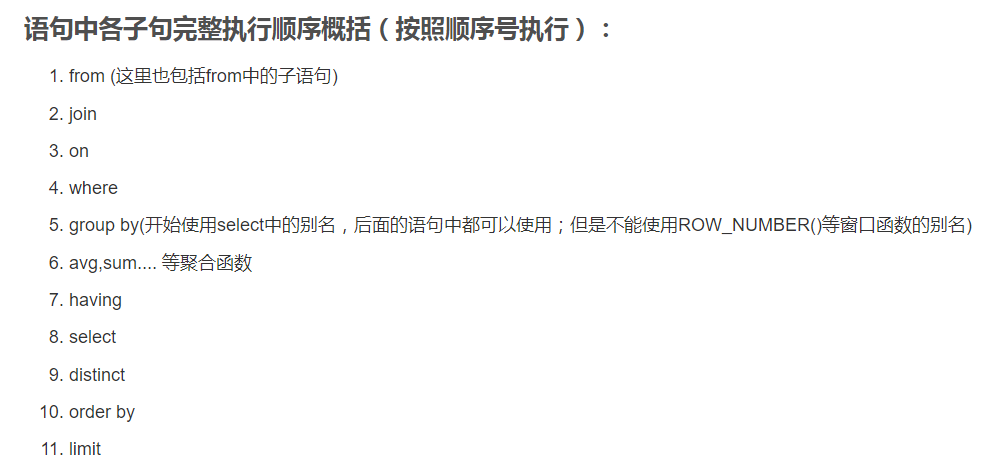 语句中各子句完整执行顺序概括（按照顺序号执行）：
1. from (这里也包括from中的子语句)
2. join
3. on
4. where
5. group by(开始使用select中的别名，后面的语句中都可以使用；但是不能使用ROW_NUMBER()等窗口函数的别名)
6. avg,sum.... 等聚合函数
7. having
8. select
9. distinct
10. order by
11. limit